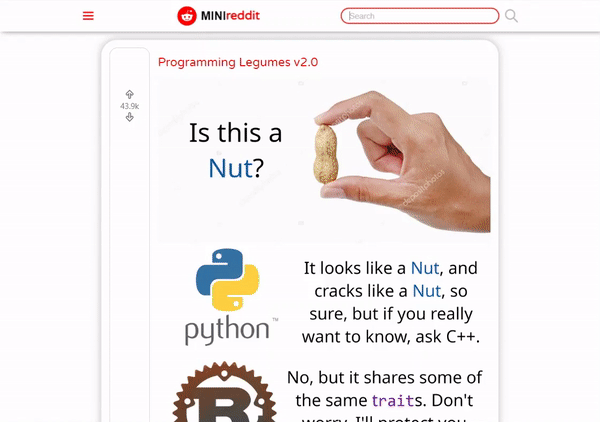 MINIreddit
Search
Programming Legumes v2.0
43.9k
Is this a
Nut?
It looks like a Nut, and
cracks like a Nut, so
sure, but if you really
want to know, ask C++.
python™
No, but it shares some of
the same traits. Don't
worry, I'll protect you